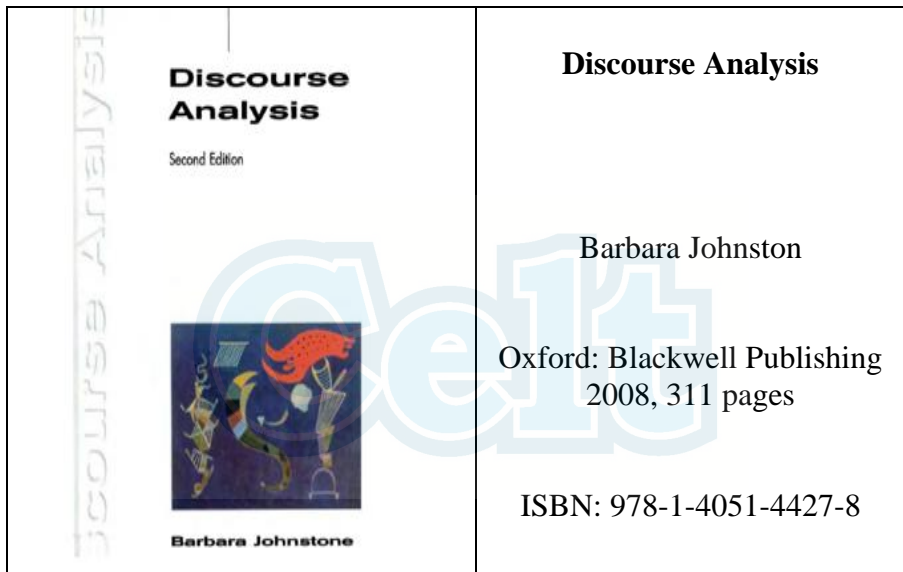 Discourse Analysis
Discourse
Analysis
Second Edition
Barbara Johnstone
Discourse Analysis
Barbara Johnston
Oxford: Blackwell Publishing
2008, 311 pages
ISBN: 978-1-4051-4427-8
Celt